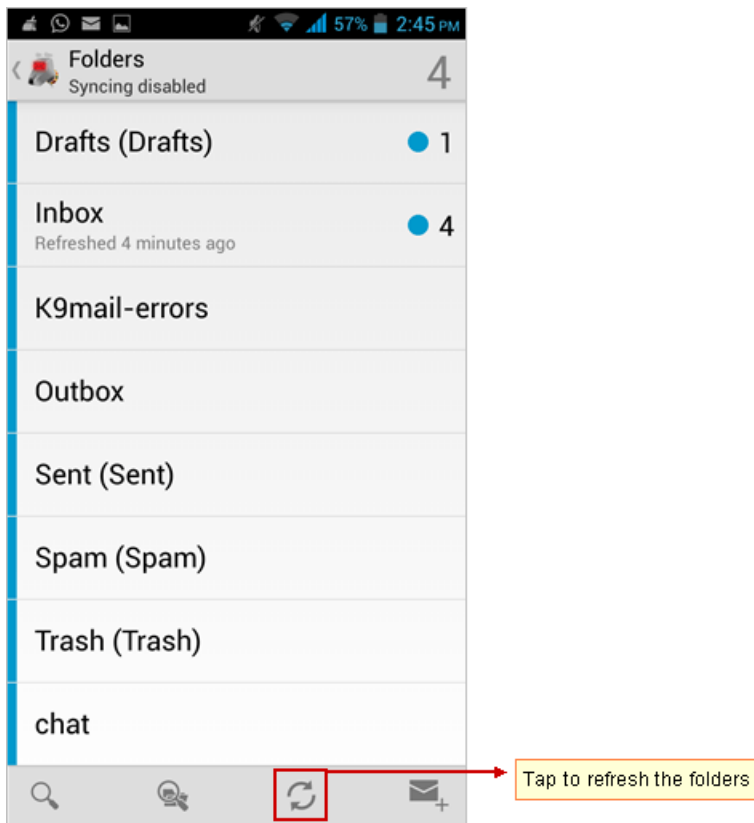 57% 2:45 PM
Folders
Syncing disabled
4
Drafts (Drafts) 1
Inbox
Refreshed 4 minutes ago
4
K9mail-errors
Outbox
Sent (Sent)
Spam (Spam)
Trash (Trash)
chat
Tap to refresh the folders